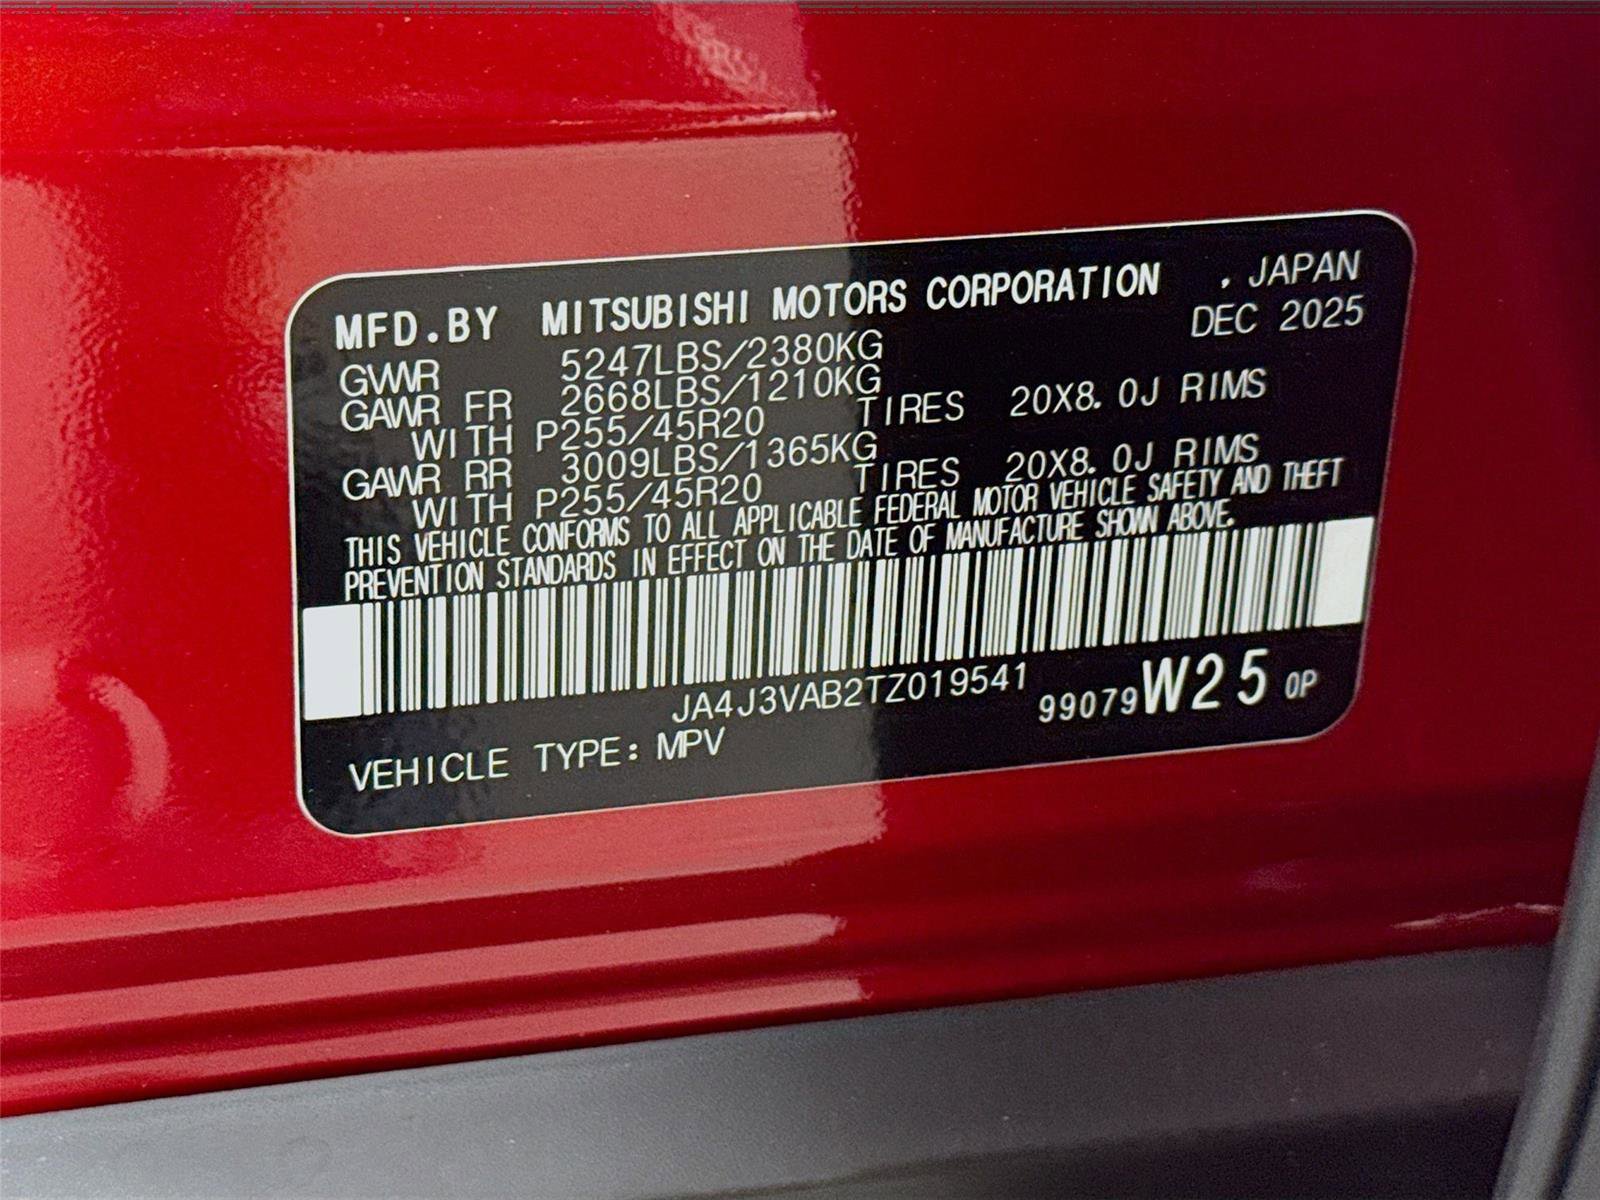 MFD.BY MITSUBISHI MOTORS CORPORATION , JAPAN
DEC 2025
GVWR 5247LBS/2380KG
GAWR FR 2668LBS/1210KG
WITH P255/45R20 TIRES 20X8.0J RIMS
GAWR RR 3009LBS/1365KG
WITH P255/45R20 TIRES 20X8.0J RIMS
THIS VEHICLE CONFORMS TO ALL APPLICABLE FEDERAL MOTOR VEHICLE SAFETY AND THEFT
PREVENTION STANDARDS IN EFFECT ON THE DATE OF MANUFACTURE SHOWN ABOVE.
JA4J3VAB2TZ019541
99079W25 0P
VEHICLE TYPE: MPV